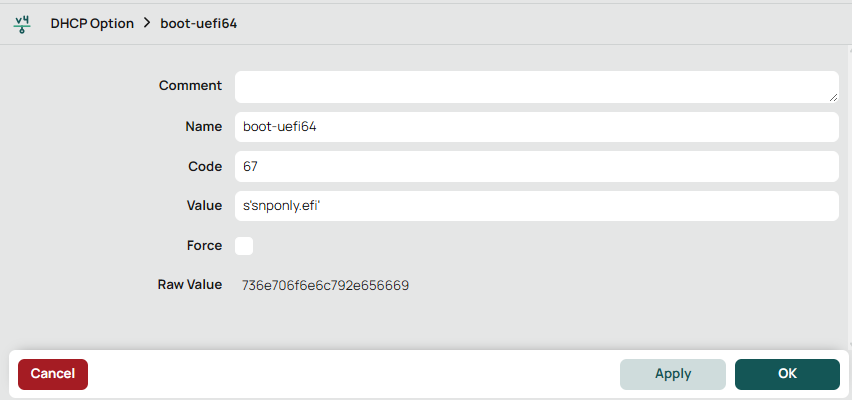 v4 DHCP Option > boot-uefi64
Comment
Name boot-uefi64
Code 67
Value s'snponly.efi'
Force
Raw Value 736e706f6e6c792e656669
Cancel Apply OK